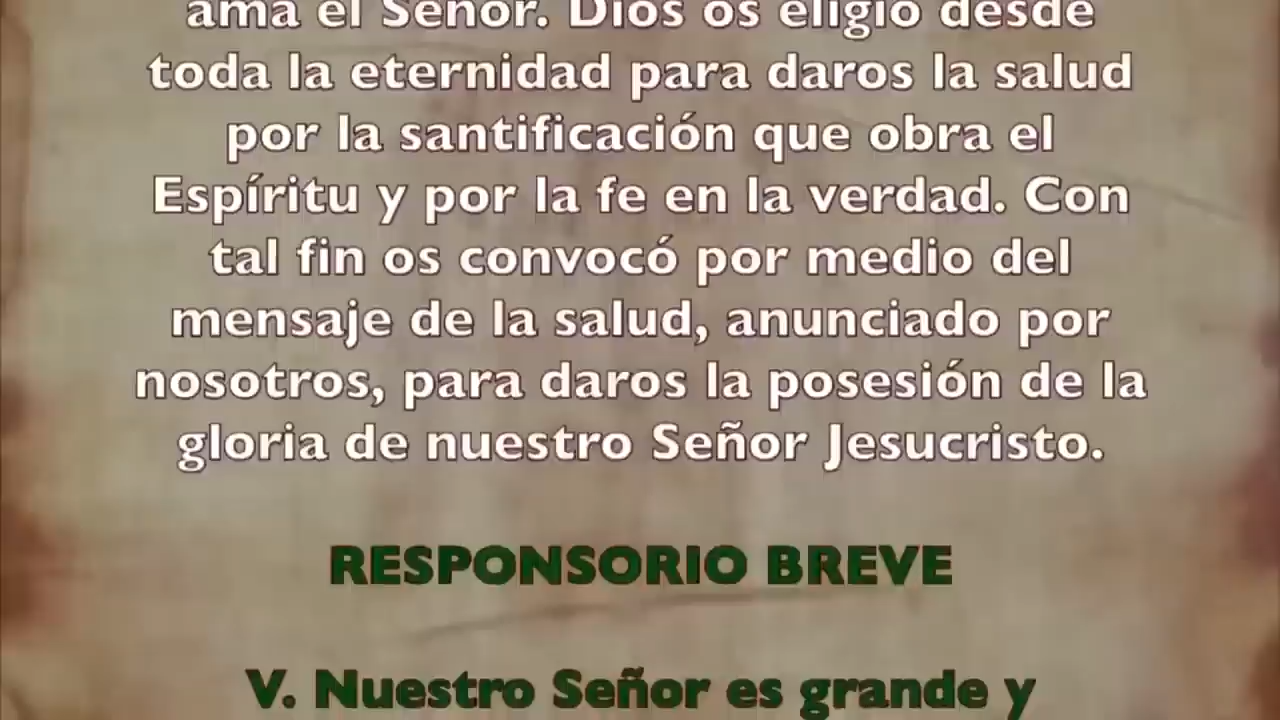 ama el Señor. Dios os eligió desde
toda la eternidad para daros la salud
por la santificación que obra el
Espíritu y por la fe en la verdad. Con
tal fin os convocó por medio del
mensaje de la salud, anunciado por
nosotros, para daros la posesión de la
gloria de nuestro Señor Jesucristo.
RESPONSORIO BREVE
V. Nuestro Señor es grande y